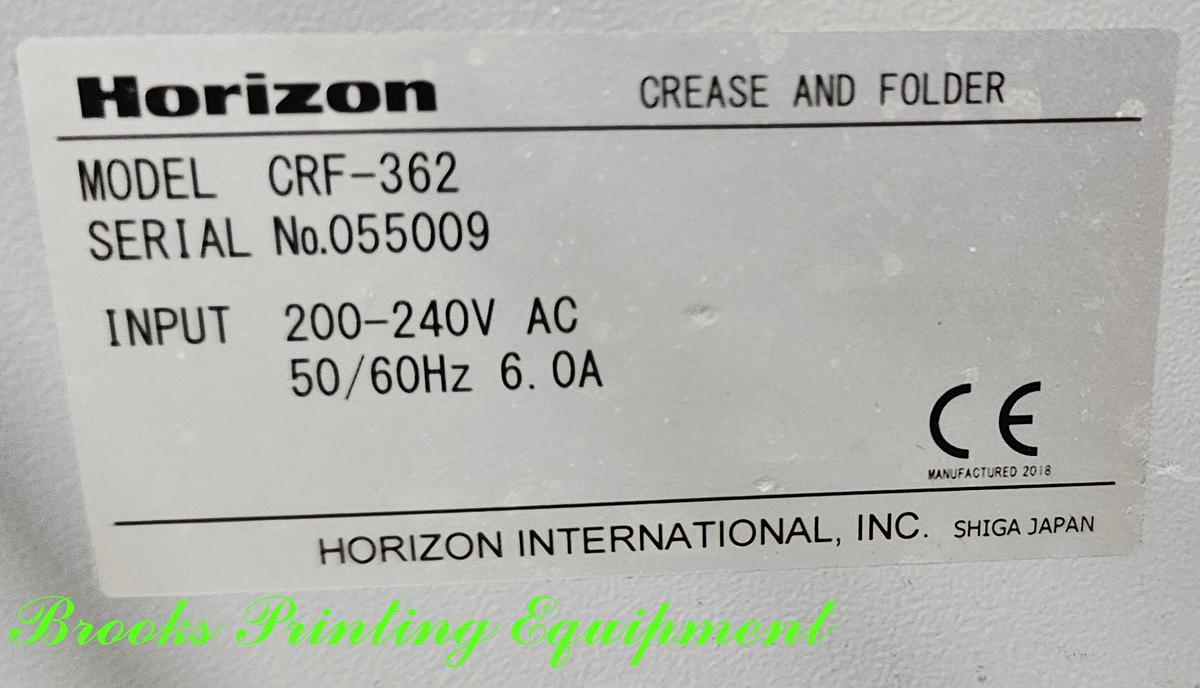 Horizon CREASE AND FOLDER
MODEL CRF-362
SERIAL No.055009
INPUT 200-240V AC
50/60Hz 6.0A
CE
MANUFACTURED 2018
HORIZON INTERNATIONAL, INC. SHIGA JAPAN
Brooks Printing Equipment